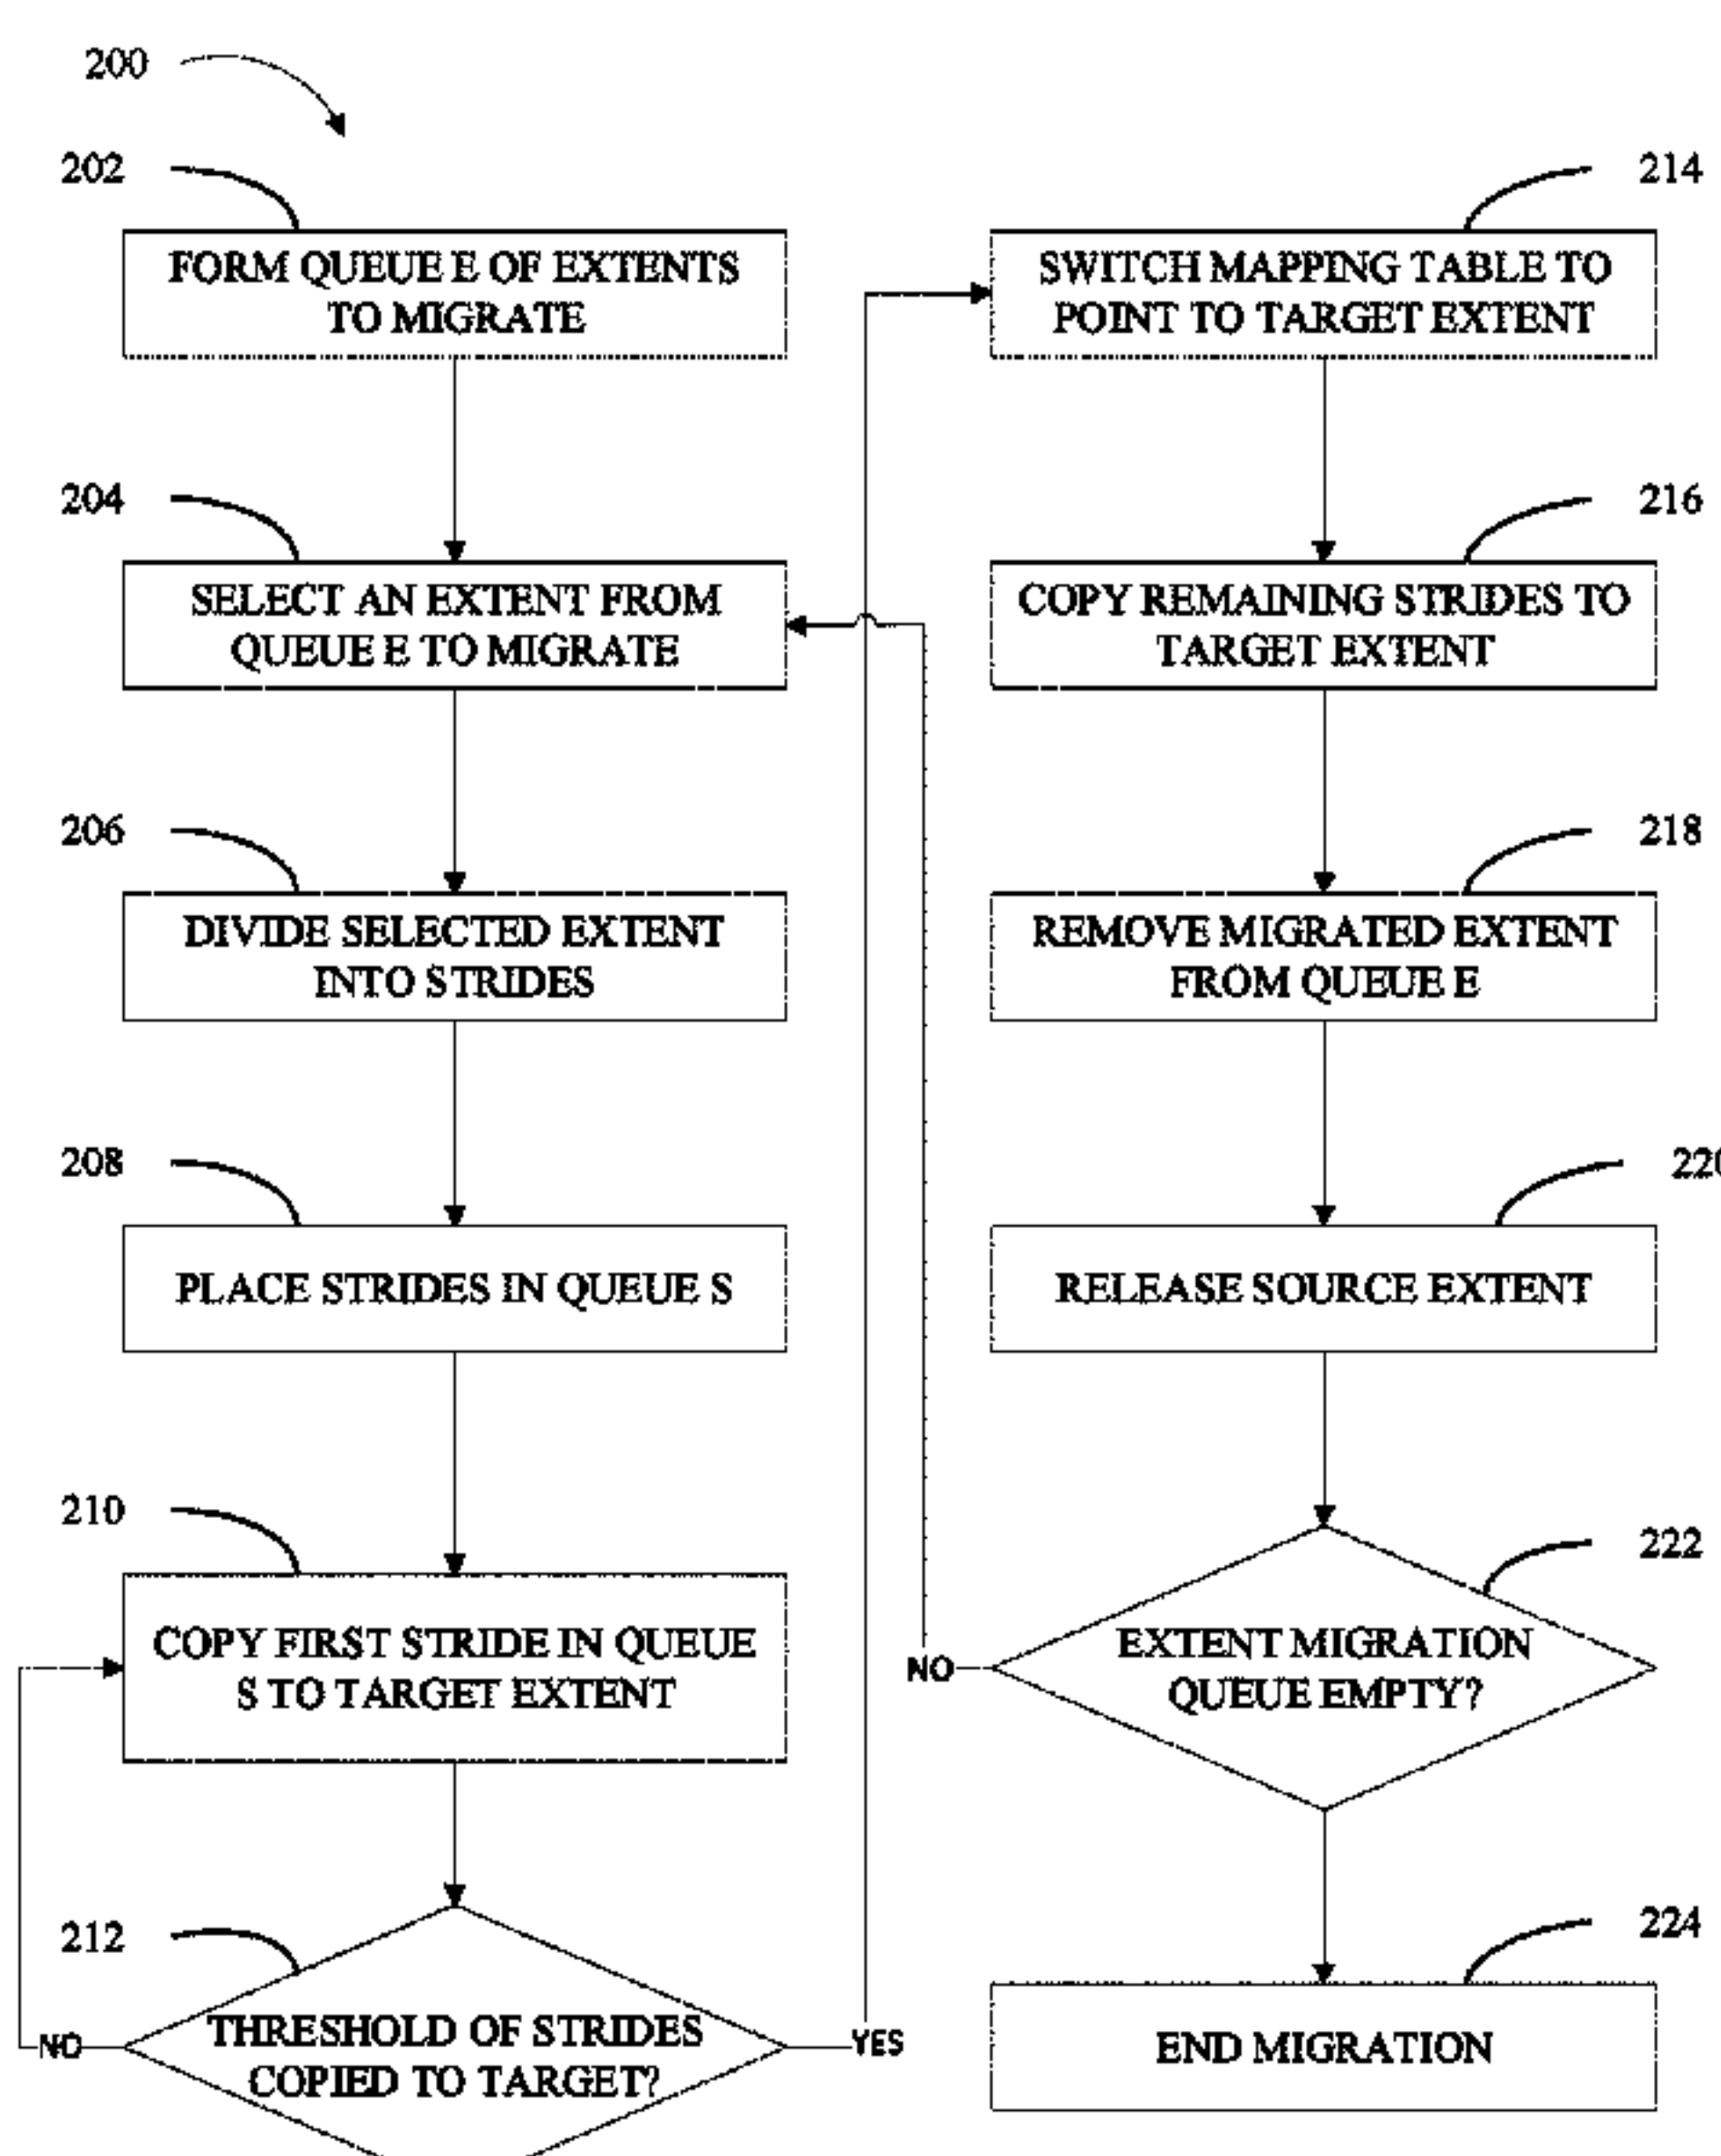 200
202
FORM QUEUE E OF EXTENTS
TO MIGRATE
204
SELECT AN EXTENT FROM
QUEUE E TO MIGRATE
206
DIVIDE SELECTED EXTENT
INTO STRIDES
208
PLACE STRIDES IN QUEUE S
210
COPY FIRST STRIDE IN QUEUE
S TO TARGET EXTENT
212
THRESHOLD OF STRIDES
COPIED TO TARGET?
NO
YES
214
SWITCH MAPPING TABLE TO
POINT TO TARGET EXTENT
216
COPY REMAINING STRIDES TO
TARGET EXTENT
218
REMOVE MIGRATED EXTENT
FROM QUEUE E
220
RELEASE SOURCE EXTENT
222
EXTENT MIGRATION
QUEUE EMPTY?
NO
224
END MIGRATION